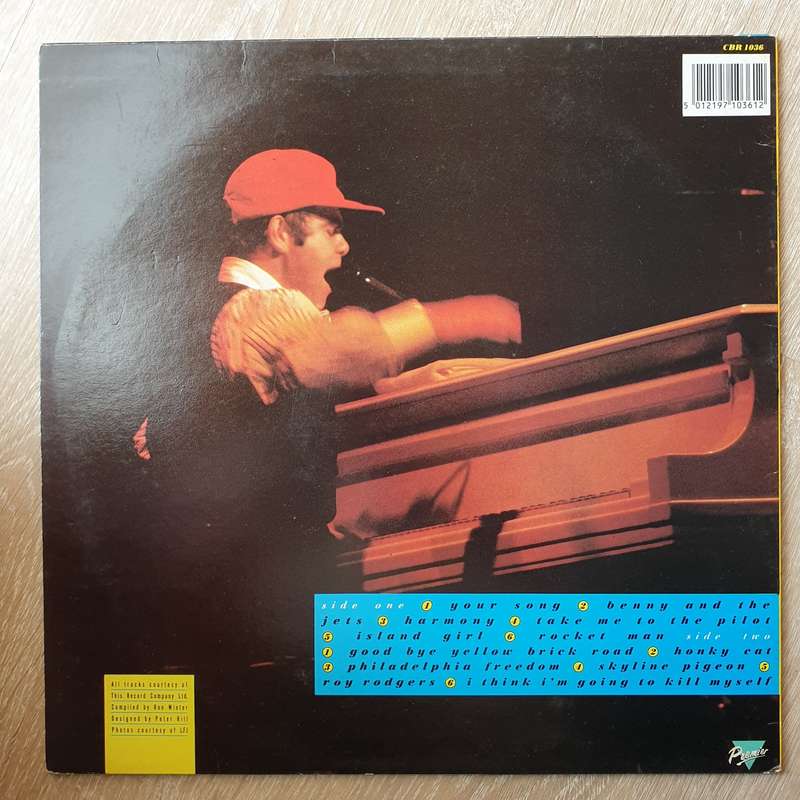 CBR 1036
5 012197 103612
side one 1 your song 2 benny and the
jets 3 harmony 4 take me to the pilot
5 island girl 6 rocket man side two
1 good bye yellow brick road 2 honky cat
3 philadelphia freedom 4 skyline pigeon 5
roy rodgers 6 i think i'm going to kill myself
All tracks courtesy of
This Record Company Ltd.
Compiled by Ron Winter
Designed by Peter Hill
Photos courtesy of LFI
Premier